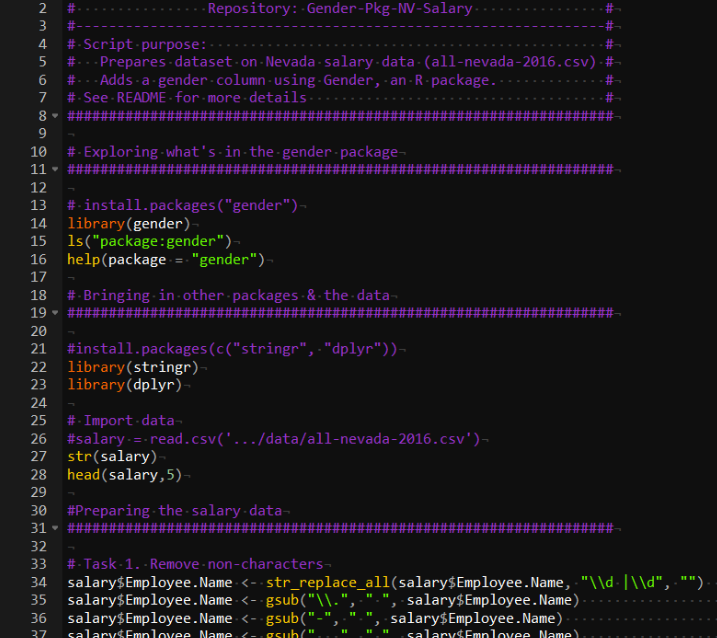 2 # Repository: Gender-Pkg-NV-Salary #
3 #----------------------------------------------------------------#
4 # Script purpose: #
5 #   Prepares dataset on Nevada salary data (all-nevada-2016.csv) #
6 #   Adds a gender column using Gender, an R package. #
7 # See README for more details #
8 ##################################################################
9
10 # Exploring what's in the gender package
11 ##################################################################
12
13 # install.packages("gender")
14 library(gender)
15 ls("package:gender")
16 help(package = "gender")
17
18 # Bringing in other packages & the data
19 ##################################################################
20
21 #install.packages(c("stringr", "dplyr"))
22 library(stringr)
23 library(dplyr)
24
25 # Import data
26 #salary = read.csv('.../data/all-nevada-2016.csv')
27 str(salary)
28 head(salary,5)
29
30 #Preparing the salary data
31 ##################################################################
32
33 # Task 1. Remove non-characters
34 salary$Employee.Name <- str_replace_all(salary$Employee.Name, "\\d |\\d", "")
35 salary$Employee.Name <- gsub("\\.", " ", salary$Employee.Name)
36 salary$Employee.Name <- gsub("-", " ", salary$Employee.Name)
37 salary$Employee.Name <- gsub(" ", salary$Employee.Name)